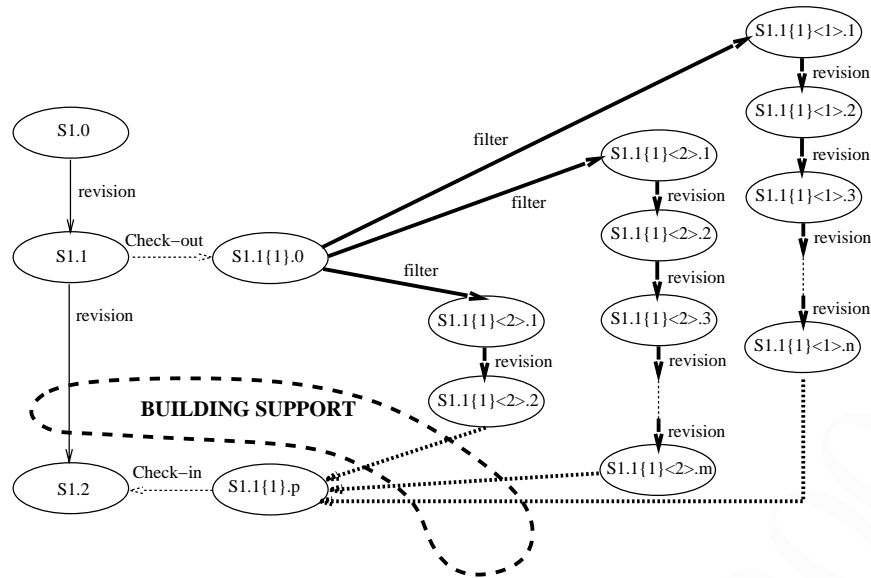 S1.1{1}<1>.1
revision
S1.1{1}<1>.2
S1.0
filter
revision
S1.1{1}<2>.1
revision
S1.1{1}<1>.3
revision
filter
S1.1{1}<2>.2
revision
Check-out
S1.1
S1.1{1}.0
revision
filter
revision
revision
S1.1{1}<2>.1
S1.1{1}<2>.3
S1.1{1}<1>.n
revision
revision
BUILDING SUPPORT
S1.1{1}<2>.2
revision
Check-in
S1.1{1}<2>.m
S1.2
S1.1{1}.p